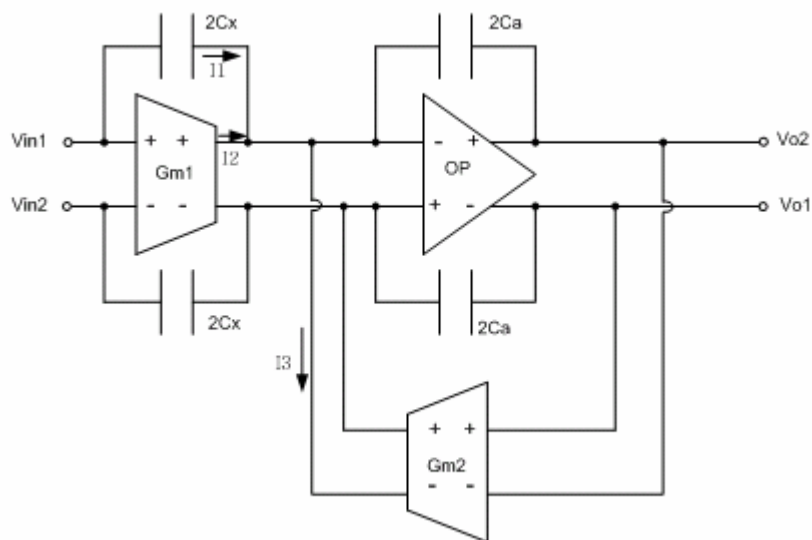 2Cx
2Ca
I1
Vin1
+ +
- +
Vo2
I2
Gm1
OP
Vin2
- -
+ -
Vo1
2Cx
2Ca
I3
+ +
Gm2
- -